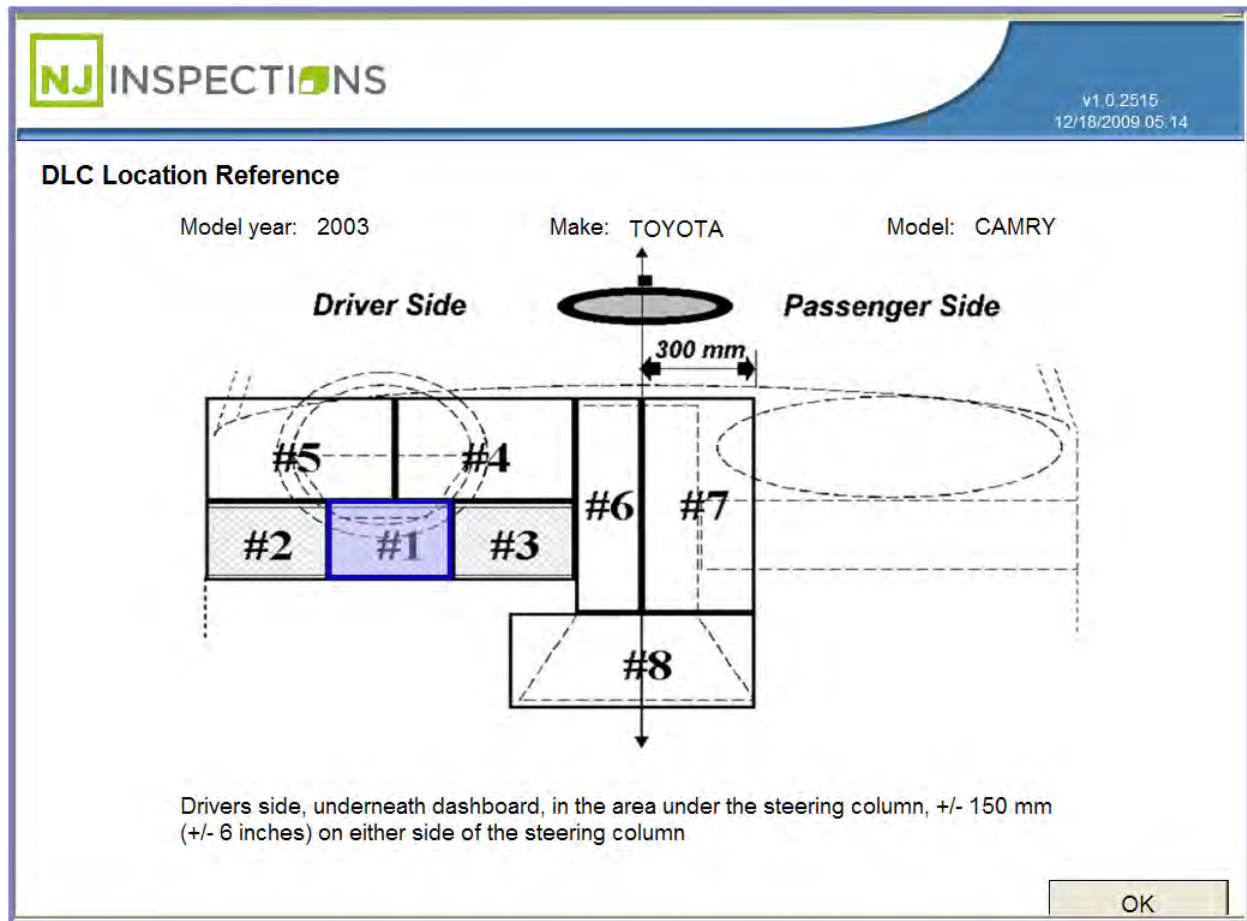 NJ INSPECTIONS
v1.0.2515
12/18/2009 05:14
DLC Location Reference
Model year: 2003 Make: TOYOTA Model: CAMRY
Driver Side Passenger Side
300 mm
#5 #4
#6 #7
#2 #1 #3
#8
Drivers side, underneath dashboard, in the area under the steering column, +/- 150 mm
(+/- 6 inches) on either side of the steering column
OK